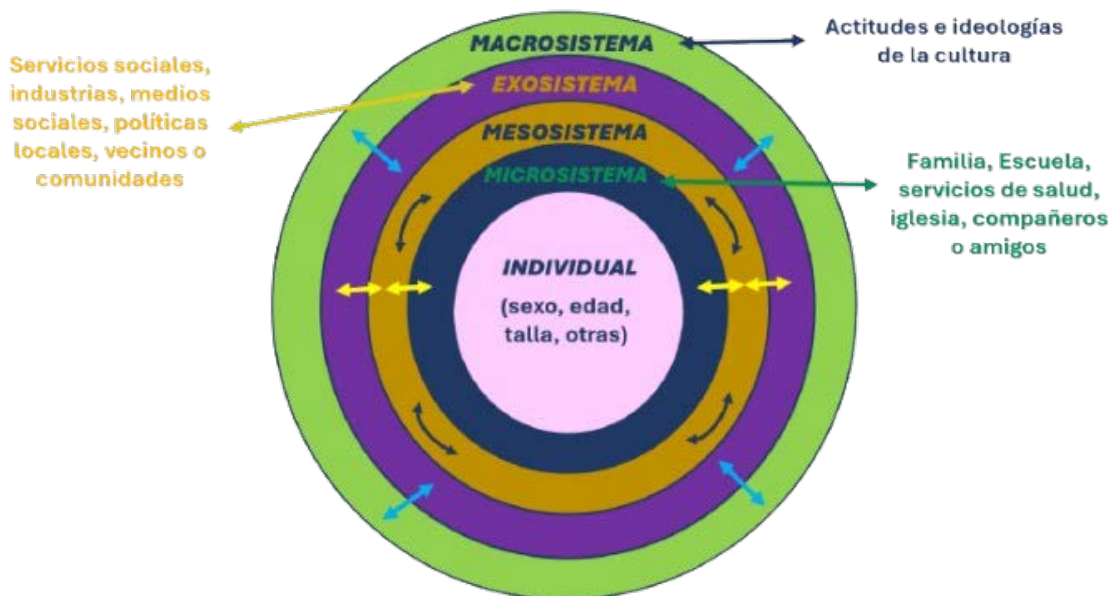 MACROSISTEMA
Actitudes e ideologías
de la cultura
Servicios sociales,
industrias, medios
sociales, políticas
locales, vecinos o
comunidades
EXOSISTEMA
MESOSISTEMA
MICROSISTEMA
Familia, Escuela,
servicios de salud,
iglesia, compañeros
o amigos
INDIVIDUAL
(sexo, edad,
talla, otras)